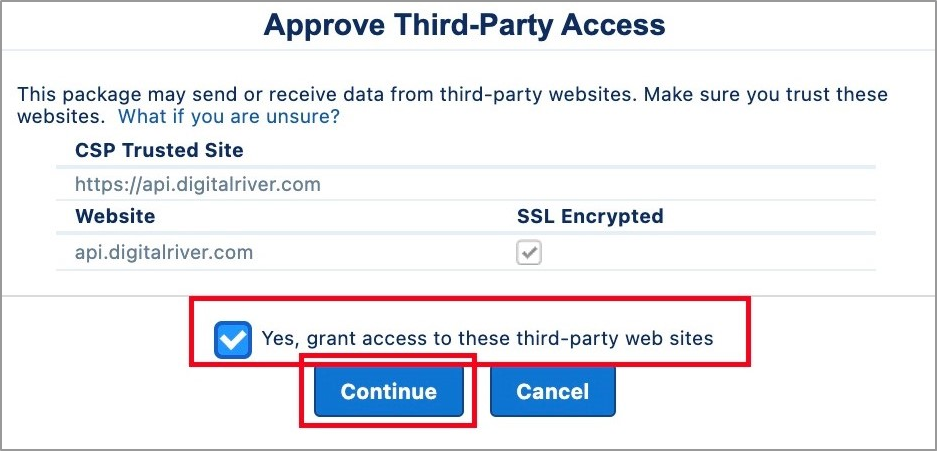 Approve Third-Party Access
This package may send or receive data from third-party websites. Make sure you trust these
websites.  What if you are unsure?
CSP Trusted Site
https://api.digitalriver.com
Website SSL Encrypted
api.digitalriver.com
Yes, grant access to these third-party web sites
Continue Cancel